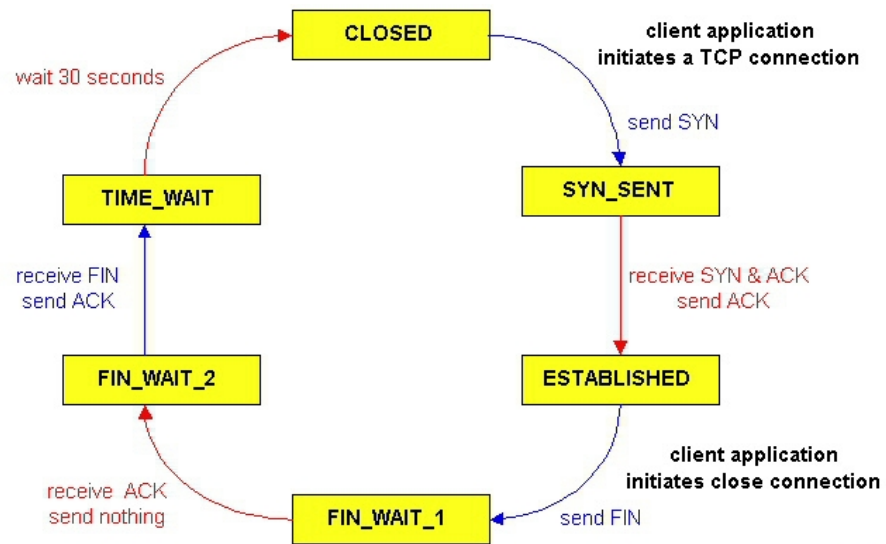 CLOSED
client application
initiates a TCP connection
wait 30 seconds
send SYN
TIME_WAIT
SYN_SENT
receive FIN
send ACK
receive SYN & ACK
send ACK
FIN_WAIT_2
ESTABLISHED
client application
initiates close connection
receive ACK
send nothing
FIN_WAIT_1
send FIN